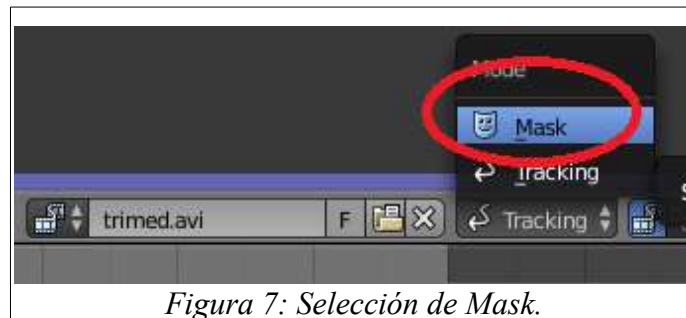 Mode
Mask
Tracking
trimed.avi F Tracking
Figura 7: Selección de Mask.